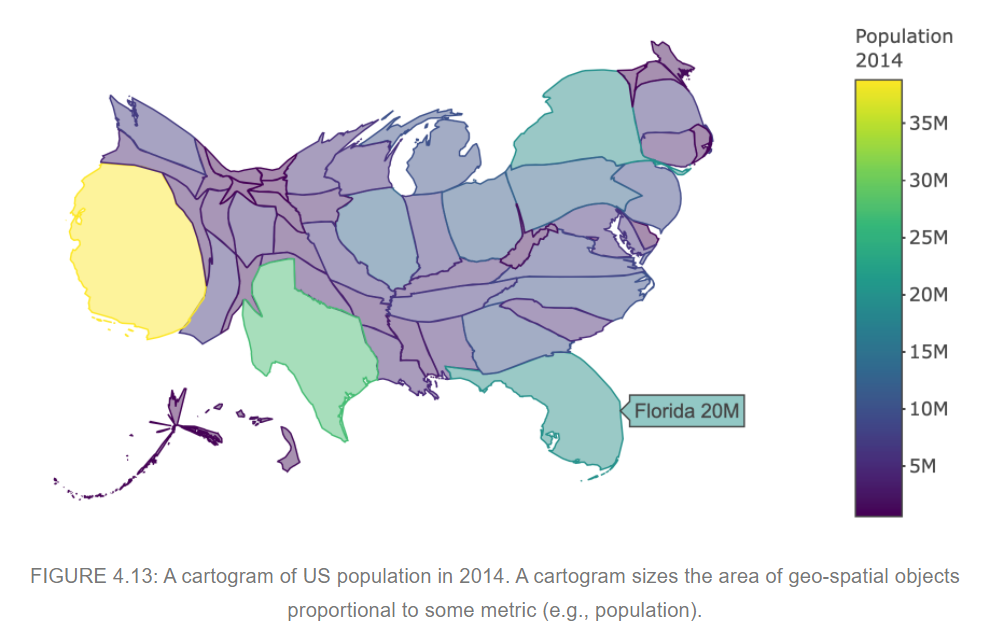 Population
2014
35M
30M
25M
20M
15M
10M
5M
Florida 20M
FIGURE 4.13: A cartogram of US population in 2014. A cartogram sizes the area of geo-spatial objects
proportional to some metric (e.g., population).